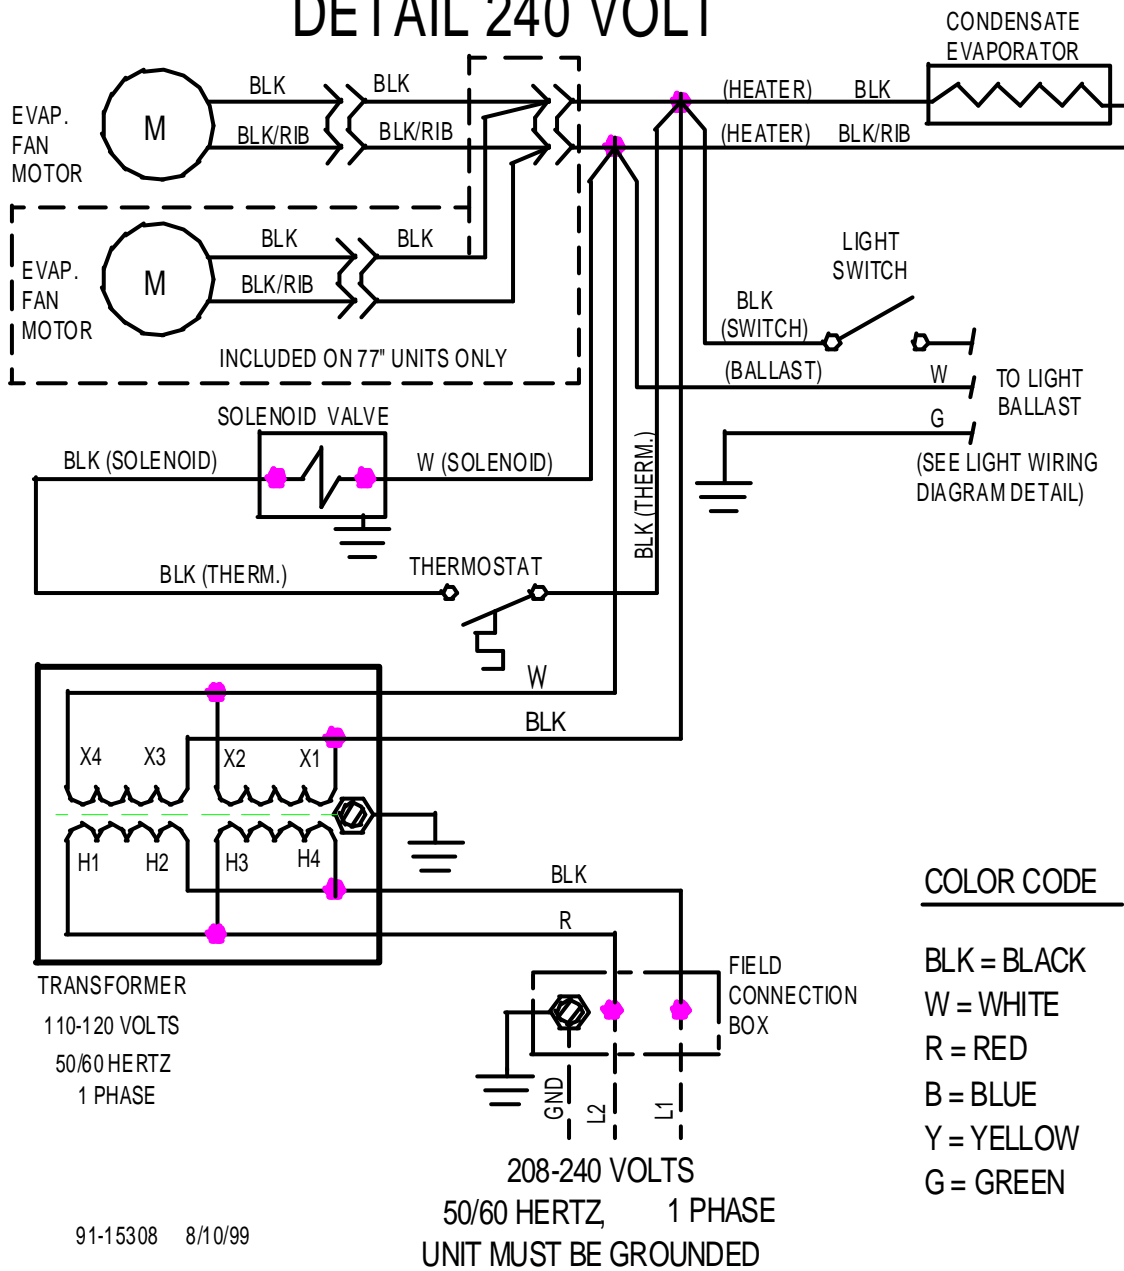 DETAIL 240 VOLT
CONDENSATE
EVAPORATOR
BLK
BLK
(HEATER)
BLK
EVAP.
FAN
MOTOR
M
BLK/RIB
BLK/RIB
(HEATER)
BLK/RIB
BLK
BLK
EVAP.
FAN
MOTOR
M
BLK/RIB
INCLUDED ON 77" UNITS ONLY
LIGHT
SWITCH
BLK
(SWITCH)
(BALLAST)
W
G
TO LIGHT
BALLAST
(SEE LIGHT WIRING
DIAGRAM DETAIL)
SOLENOID VALVE
BLK (SOLENOID)
W (SOLENOID)
BLK (THERM.)
BLK (THERM.)
THERMOSTAT
W
BLK
X4
X3
X2
X1
H1
H2
H3
H4
BLK
R
TRANSFORMER
110-120 VOLTS
50/60 HERTZ
1 PHASE
FIELD
CONNECTION
BOX
GND
L2
L1
208-240 VOLTS
50/60 HERTZ, 1 PHASE
UNIT MUST BE GROUNDED
COLOR CODE
BLK = BLACK
W = WHITE
R = RED
B = BLUE
Y = YELLOW
G = GREEN
91-15308 8/10/99